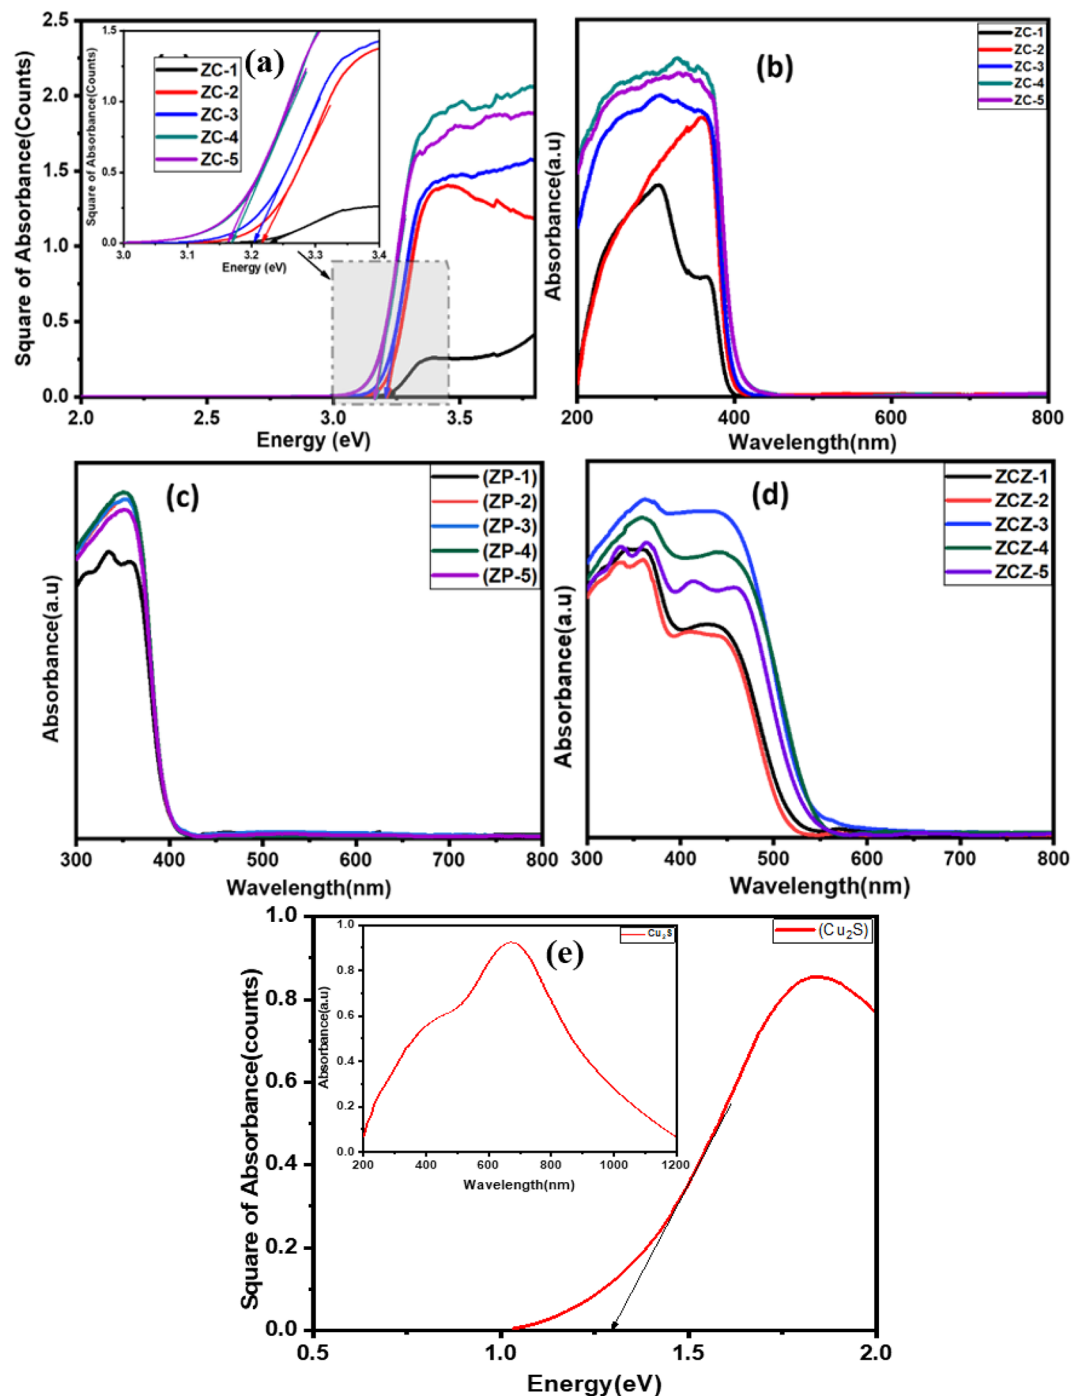 2.5
2.0
1.5
1.0
0.5
0.0
2.0
2.5
3.0
3.5
Square of Absorbance(Counts)
Energy (eV)
1.5
1.0
0.5
0.0
3.0
3.1
3.2
3.3
3.4
Square of Absorbance(Counts)
Energy (eV)
(a)
ZC-1
ZC-2
ZC-3
ZC-4
ZC-5
(b)
ZC-1
ZC-2
ZC-3
ZC-4
ZC-5
Absorbance(a.u)
200
400
600
800
Wavelength(nm)
(c)
(ZP-1)
(ZP-2)
(ZP-3)
(ZP-4)
(ZP-5)
Absorbance(a.u)
300
400
500
600
700
800
Wavelength(nm)
(d)
ZCZ-1
ZCZ-2
ZCZ-3
ZCZ-4
ZCZ-5
Absorbance(a.u)
300
400
500
600
700
800
Wavelength(nm)
1.0
0.8
0.6
0.4
0.2
0.0
0.5
1.0
1.5
2.0
Square of Absorbance(counts)
Energy(eV)
(Cu₂S)
(e)
1.0
0.8
0.6
0.4
0.2
0.0
200
400
600
800
1000
1200
Absorbance(a.u)
Wavelength(nm)
Cu₂S